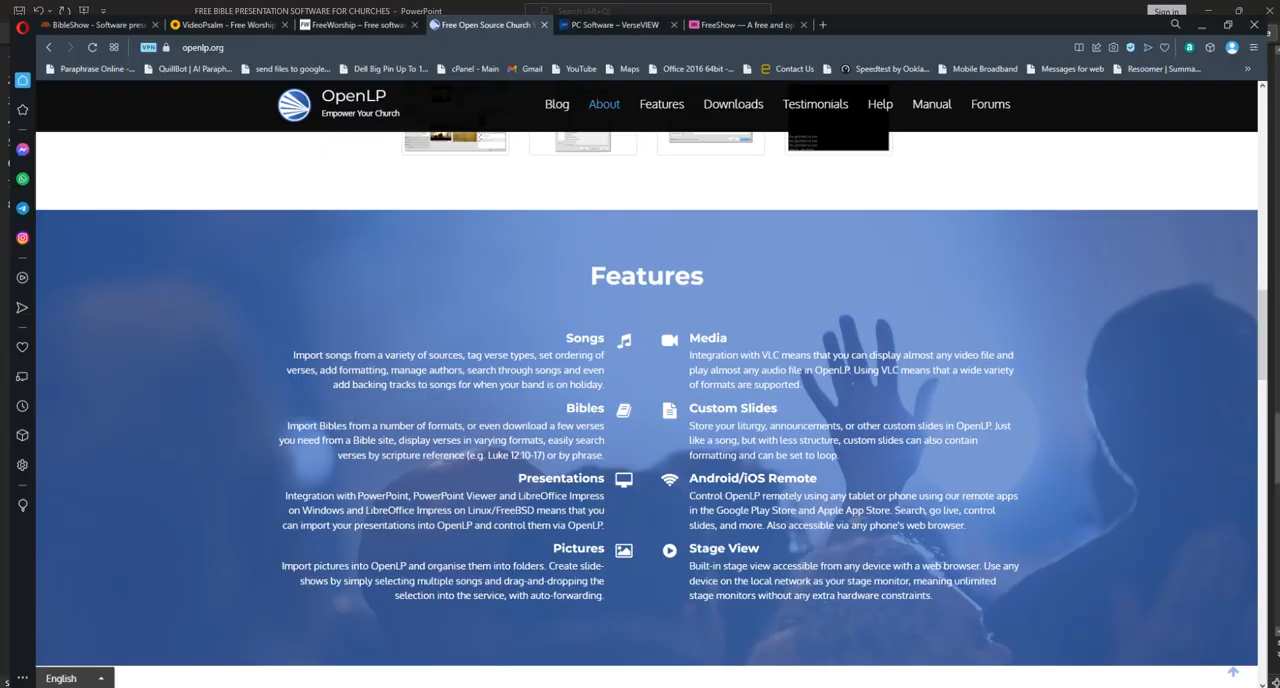 FREE BIBLE PRESENTATION SOFTWARE FOR CHURCHES - PowerPoint
Search (Alt+Q)
Sign in
BibleShow - Software pres
VideoPsalm - Free Worship
FreeWorship – Free softwa
Free Open Source Church
PC Software – VerseVIEW
FreeShow — A free and op
VPN
openlp.org
Paraphrase Online -...
QuillBot | AI Paraph...
send files to google...
Dell Big Pin Up To 1...
cPanel - Main
Gmail
YouTube
Maps
Office 2016 64bit -...
Contact Us
Speedtest by Ookla...
Mobile Broadband
Messages for web
Resoomer | Summa...
OpenLP
Empower Your Church
Blog
About
Features
Downloads
Testimonials
Help
Manual
Forums
Features
Songs
Import songs from a variety of sources, tag verse types, set ordering of
verses, add formatting, manage authors, search through songs and even
add backing tracks to songs for when your band is on holiday.
Media
Integration with VLC means that you can display almost any video file and
play almost any audio file in OpenLP. Using VLC means that a wide variety
of formats are supported.
Bibles
Import Bibles from a number of formats, or even download a few verses
you need from a Bible site, display verses in varying formats, easily search
verses by scripture reference (e.g. Luke 12:10-17) or by phrase.
Custom Slides
Store your liturgy, announcements, or other custom slides in OpenLP. Just
like a song, but with less structure, custom slides can also contain
formatting and can be set to loop.
Presentations
Integration with PowerPoint, PowerPoint Viewer and LibreOffice Impress
on Windows and LibreOffice Impress on Linux/FreeBSD means that you
can import your presentations into OpenLP and control them via OpenLP.
Android/iOS Remote
Control OpenLP remotely using any tablet or phone using our remote apps
in the Google Play Store and Apple App Store. Search, go live, control
slides, and more. Also accessible via any phone's web browser.
Pictures
Import pictures into OpenLP and organise them into folders. Create slide-
shows by simply selecting multiple songs and drag-and-dropping the
selection into the service, with auto-forwarding.
Stage View
Built-in stage view accessible from any device with a web browser. Use any
device on the local network as your stage monitor, meaning unlimited
stage monitors without any extra hardware constraints.
English